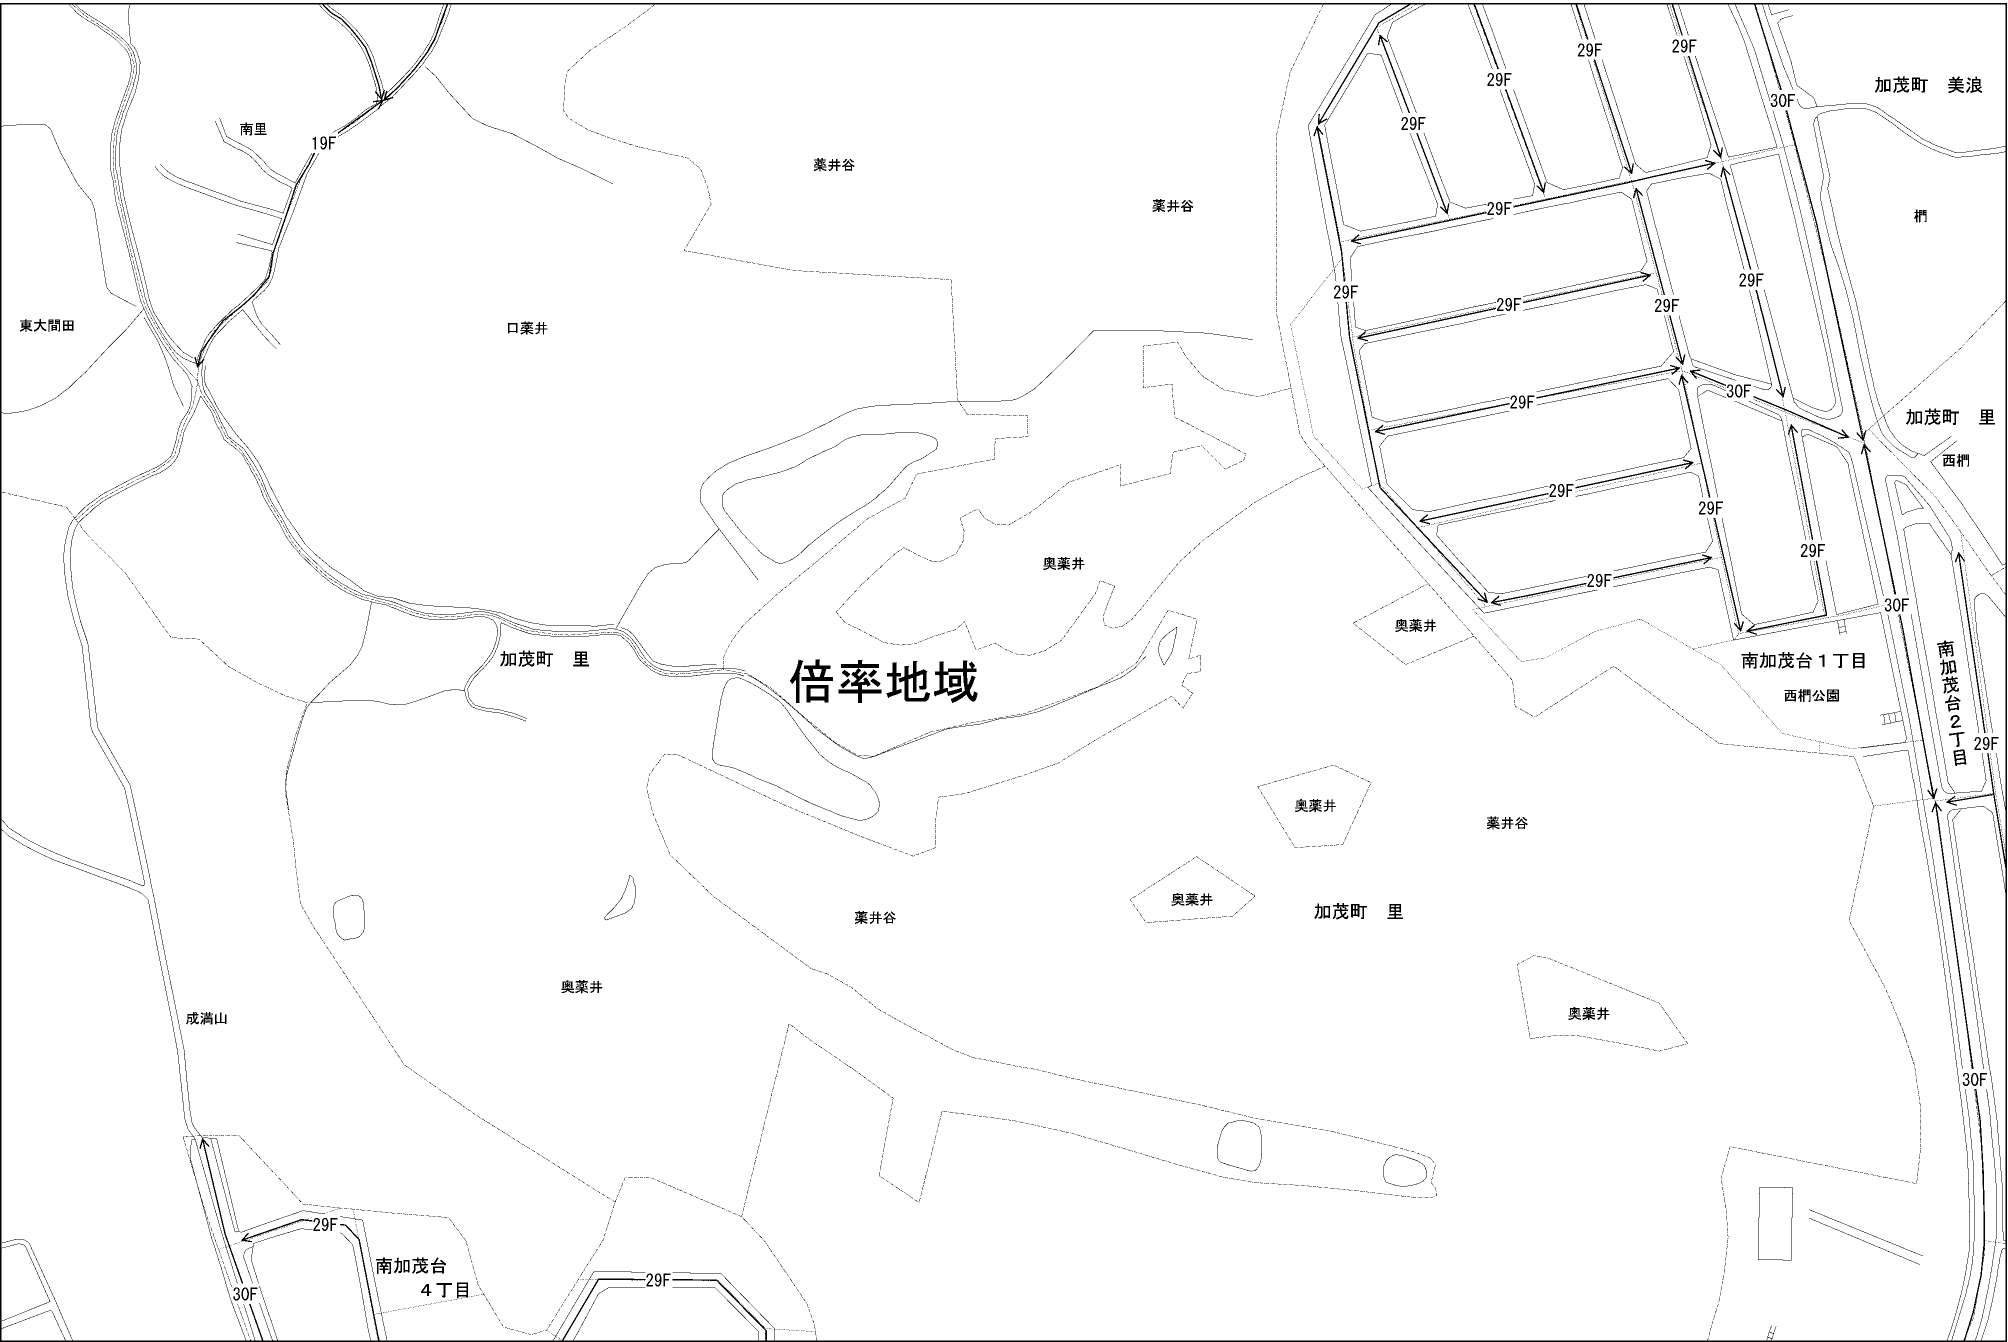 29F
29F
29F
加茂町　美浪
30F
29F
29F
南里
19F
薬井谷
薬井谷
29F
椚
29F
29F
29F
29F
東大間田
口薬井
30F
29F
加茂町　里
西椚
29F
29F
29F
奥薬井
29F
30F
奥薬井
加茂町　里
南加茂台１丁目
南加茂台２丁目
倍率地域
西椚公園
29F
奥薬井
薬井谷
奥薬井
加茂町　里
薬井谷
奥薬井
奥薬井
成満山
30F
29F
南加茂台
４丁目
29F
30F